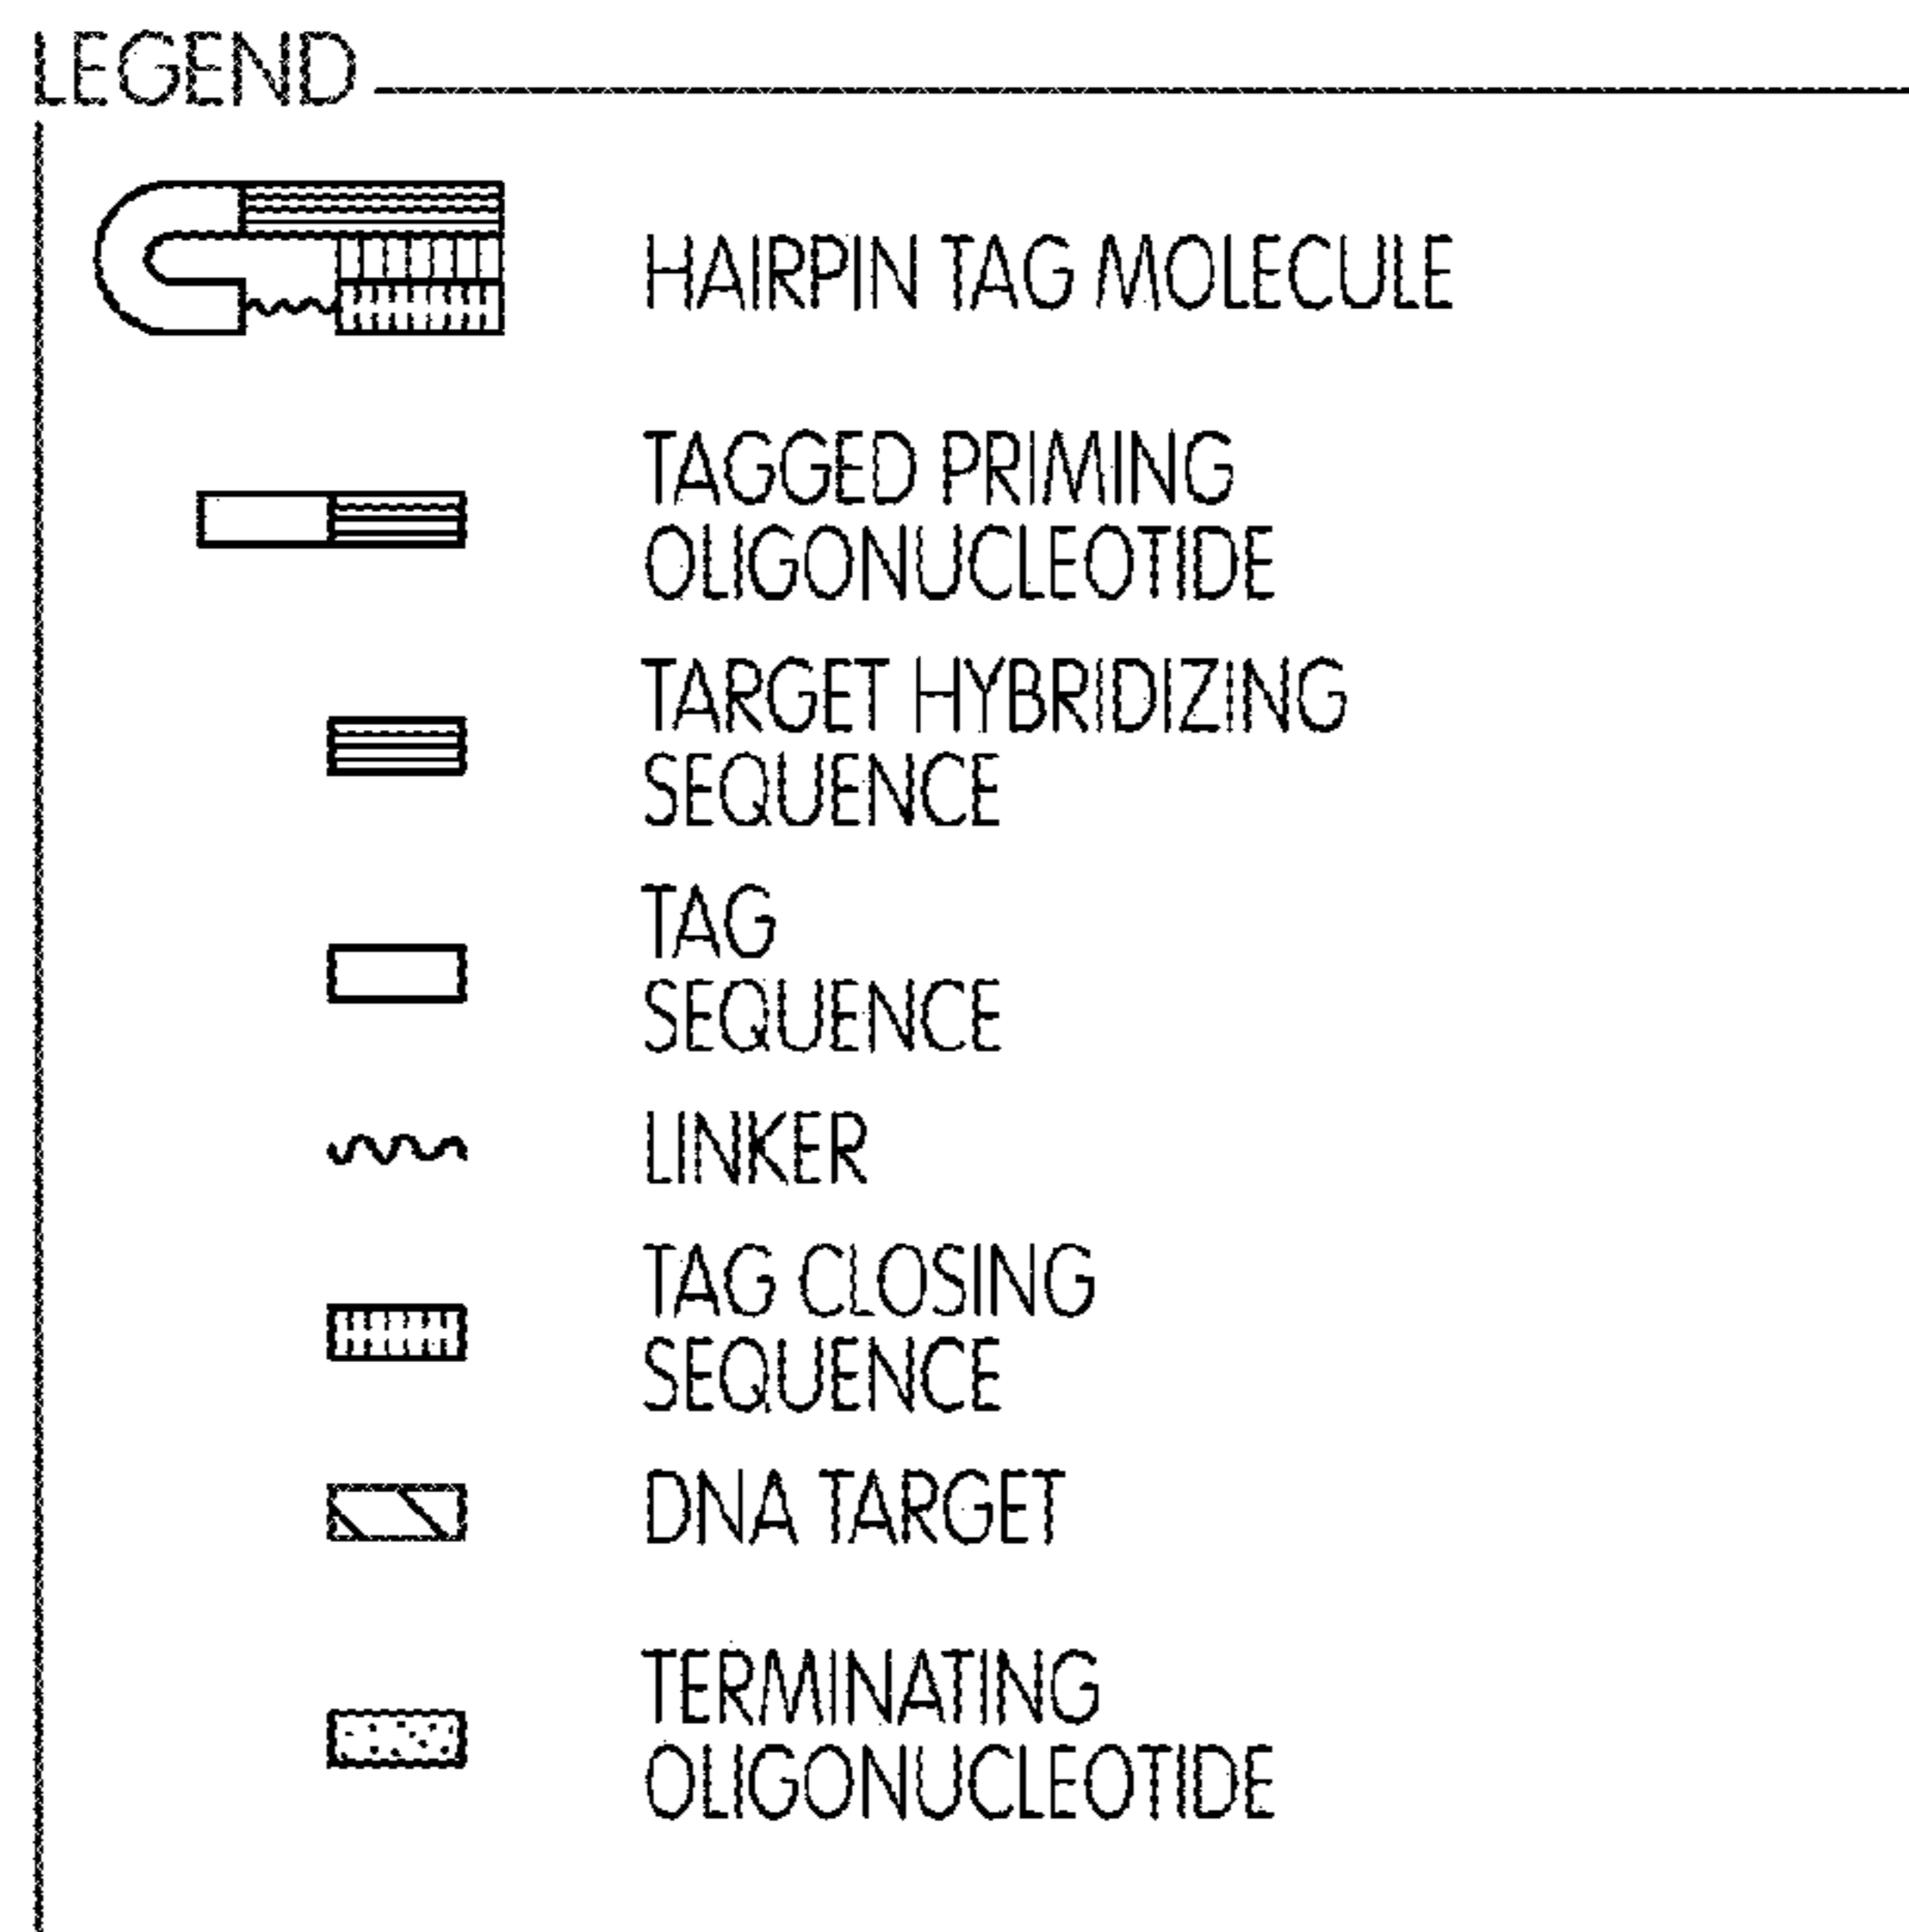 LEGEND
HAIRPIN TAG MOLECULE
TAGGED PRIMING
OLIGONUCLEOTIDE
TARGET HYBRIDIZING
SEQUENCE
TAG
SEQUENCE
LINKER
TAG CLOSING
SEQUENCE
DNA TARGET
TERMINATING
OLIGONUCLEOTIDE